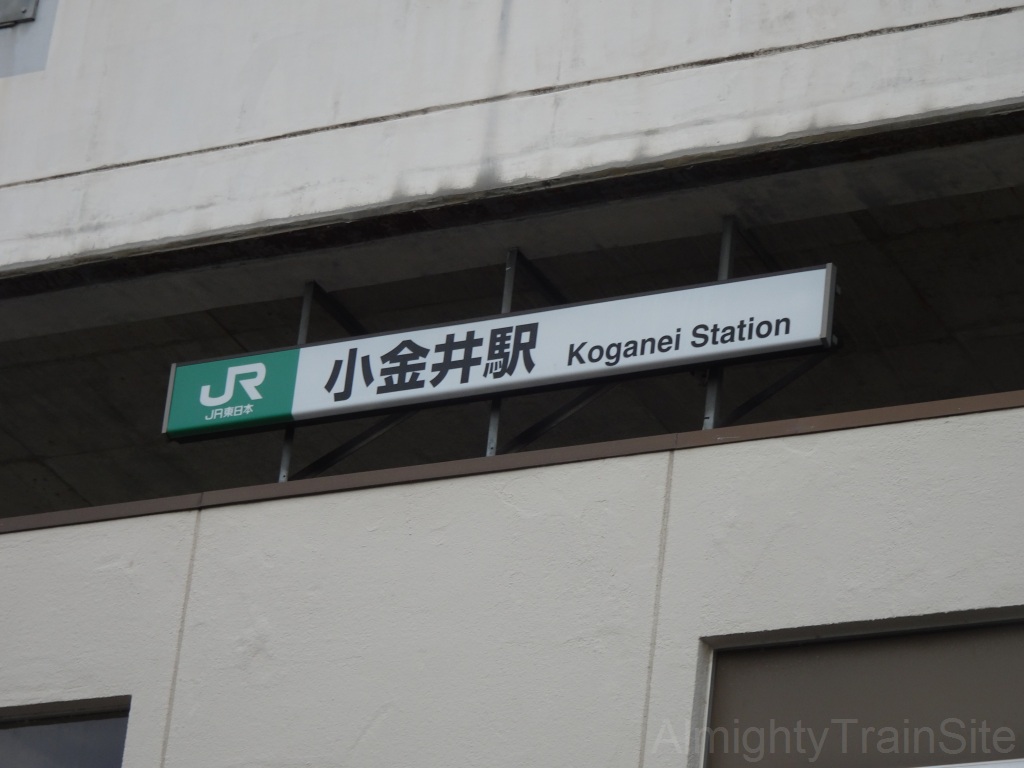 JR
JR東日本
小金井駅 Koganei Station
AlmightyTrainSite